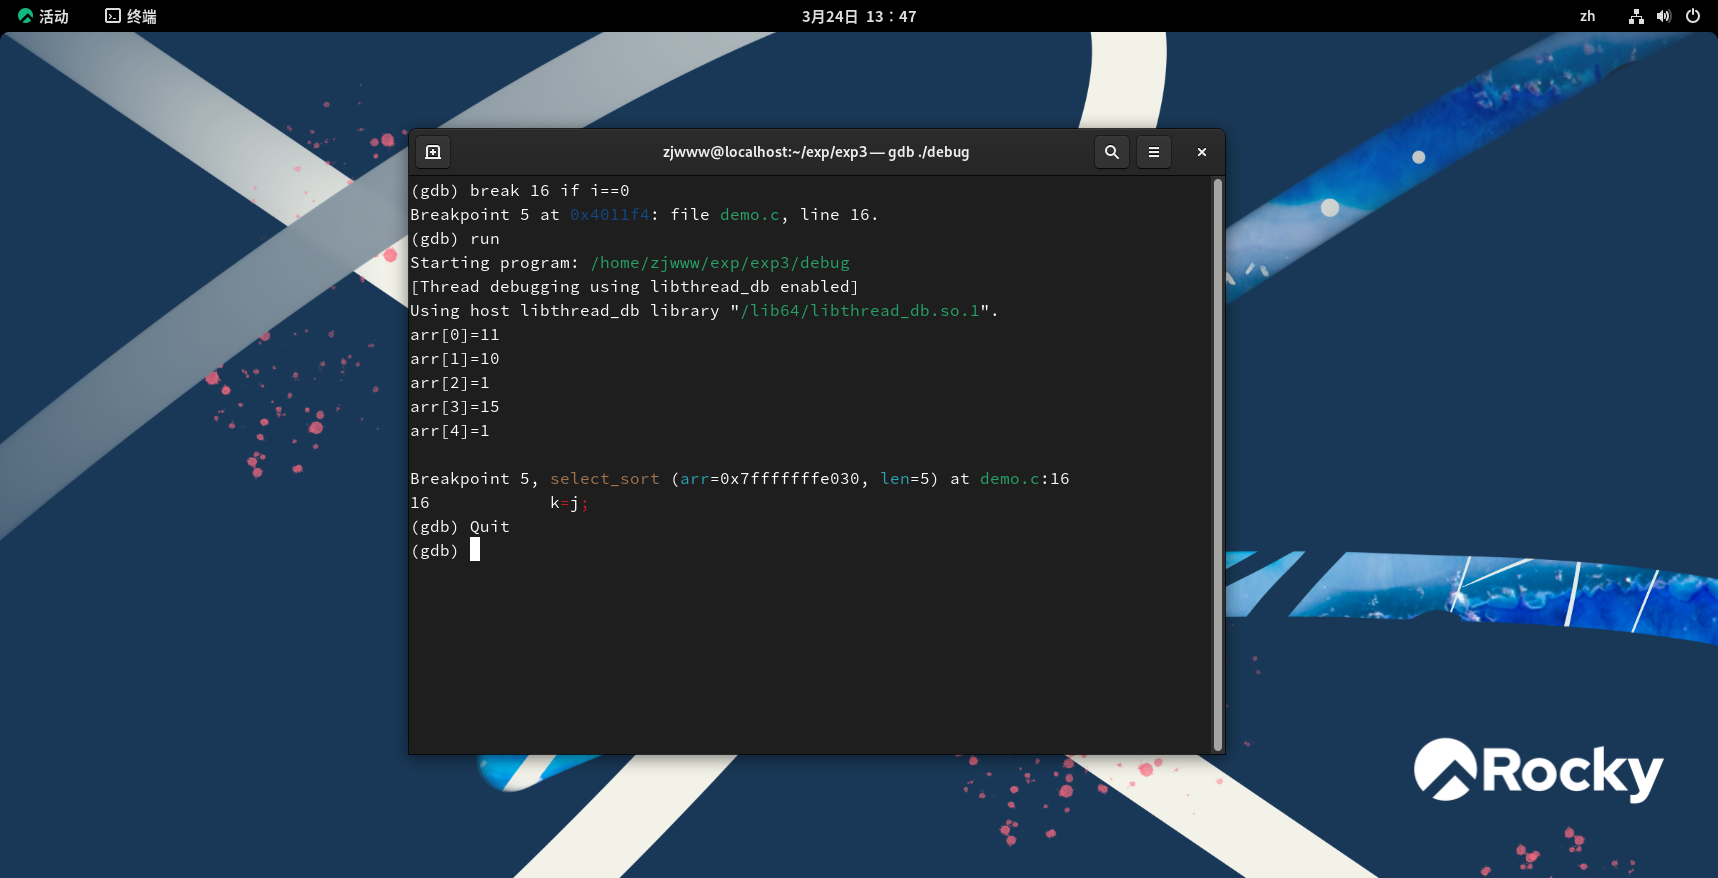 活动 终端 3月24日 13：47 zh
zjwww@localhost:~/exp/exp3 — gdb ./debug
(gdb) break 16 if i==0
Breakpoint 5 at 0x4011f4: file demo.c, line 16.
(gdb) run
Starting program: /home/zjwww/exp/exp3/debug
[Thread debugging using libthread_db enabled]
Using host libthread_db library "/lib64/libthread_db.so.1".
arr[0]=11
arr[1]=10
arr[2]=1
arr[3]=15
arr[4]=1
Breakpoint 5, select_sort (arr=0x7fffffffe030, len=5) at demo.c:16
16 k=j;
(gdb) Quit
(gdb)
Rocky